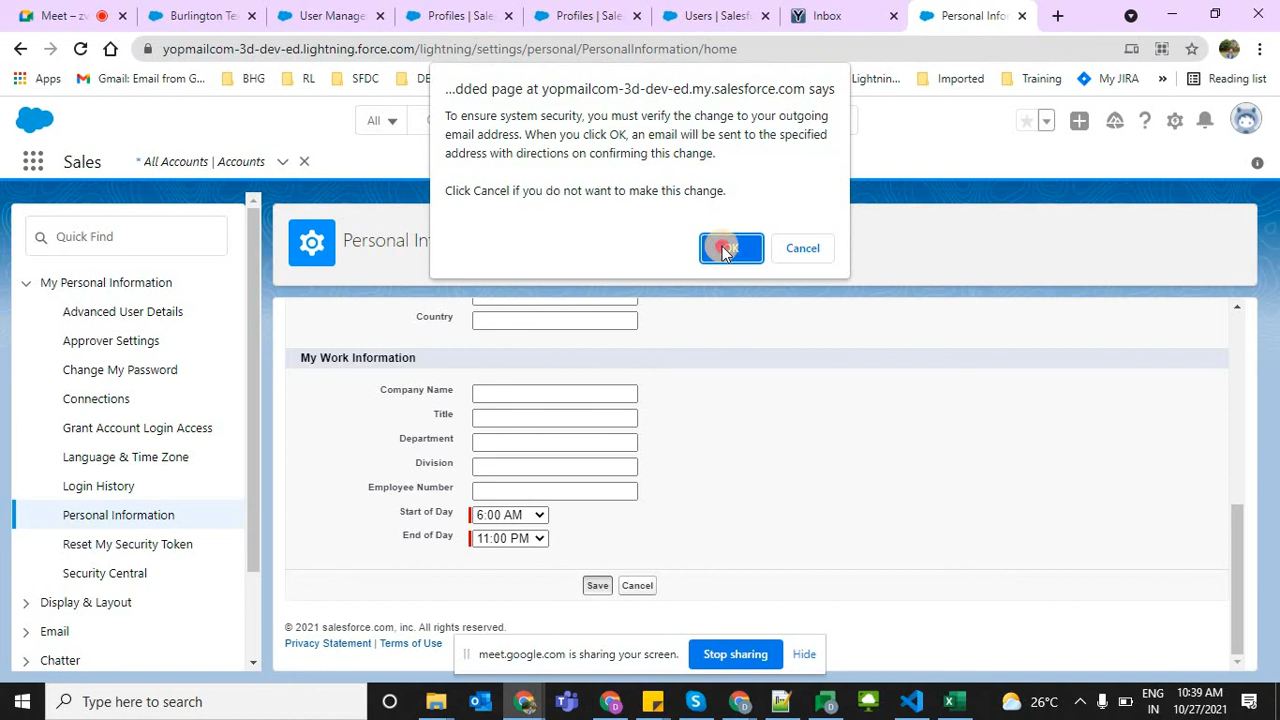 Meet – zv
Burlington Te
User Manage
Profiles | Sale
Profiles | Sale
Users | Salesf
Inbox
Personal Info
yopmailcom-3d-dev-ed.lightning.force.com/lightning/settings/personal/PersonalInformation/home
Apps
Gmail: Email from G...
BHG
RL
SFDC
DE
Lightnin...
Imported
Training
My JIRA
Reading list
...dded page at yopmailcom-3d-dev-ed.my.salesforce.com says
To ensure system security, you must verify the change to your outgoing
email address. When you click OK, an email will be sent to the specified
address with directions on confirming this change.
Click Cancel if you do not want to make this change.
OK
Cancel
All
Sales
* All Accounts | Accounts
Quick Find
Personal In
My Personal Information
Advanced User Details
Approver Settings
Change My Password
Connections
Grant Account Login Access
Language & Time Zone
Login History
Personal Information
Reset My Security Token
Security Central
Display & Layout
Email
Chatter
Country
My Work Information
Company Name
Title
Department
Division
Employee Number
Start of Day
6:00 AM
End of Day
11:00 PM
Save
Cancel
© 2021 salesforce.com, inc. All rights reserved.
Privacy Statement | Terms of Use
meet.google.com is sharing your screen.
Stop sharing
Hide
Type here to search
26°C
ENG
IN
10:39 AM
10/27/2021